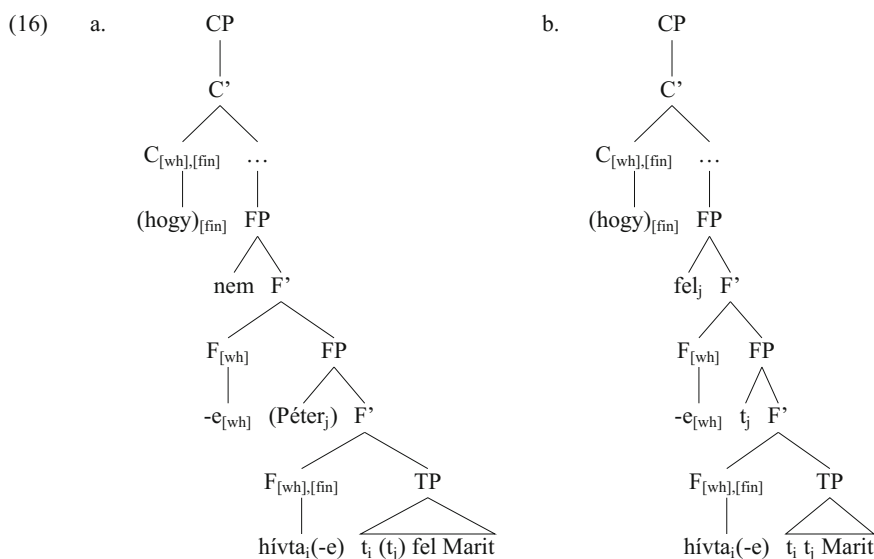 (16) a. CP b. CP
C’ C’
C[wh],[fin] … C[wh],[fin] …
(hogy)[fin] FP (hogy)[fin] FP
nem F’ felj F’
F[wh] FP F[wh] FP
-e[wh] (Péterj) F’ -e[wh] tj F’
F[wh],[fin] TP F[wh],[fin] TP
hívtai(-e) ti (tj) fel Marit hívtai(-e) ti tj Marit